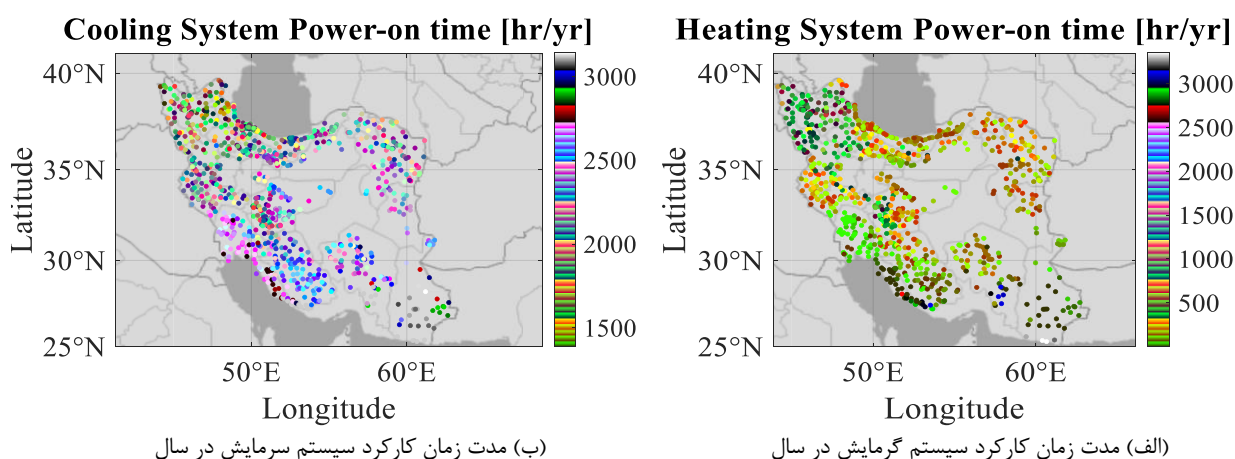 Cooling System Power-on time [hr/yr]
40°N
35°N
30°N
25°N
Latitude
50°E
60°E
Longitude
3000
2500
2000
1500
(ب) مدت زمان کارکرد سیستم سرمایش در سال
Heating System Power-on time [hr/yr]
40°N
35°N
30°N
25°N
Latitude
50°E
60°E
Longitude
3000
2500
2000
1500
1000
500
(الف) مدت زمان کارکرد سیستم گرمایش در سال